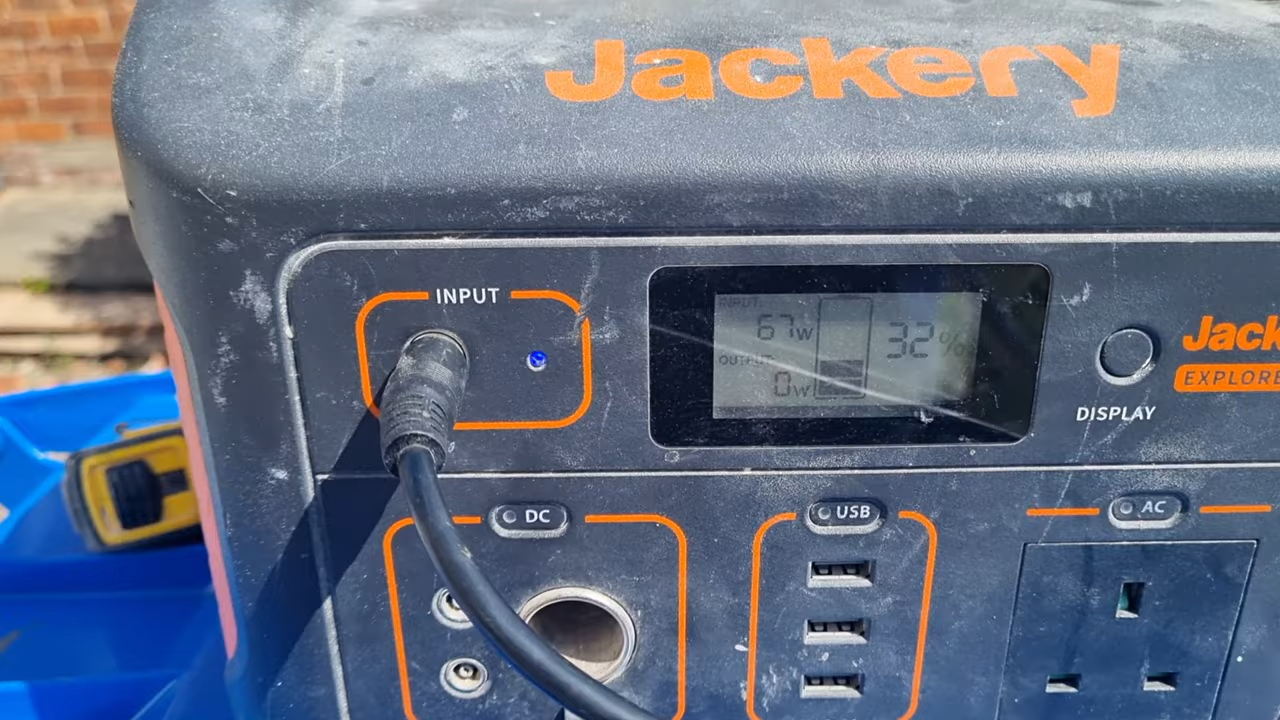 Jackery
INPUT
INPUT:
67W
32%
OUTPUT:
0W
DISPLAY
Jack
EXPLORE
DC
USB
AC